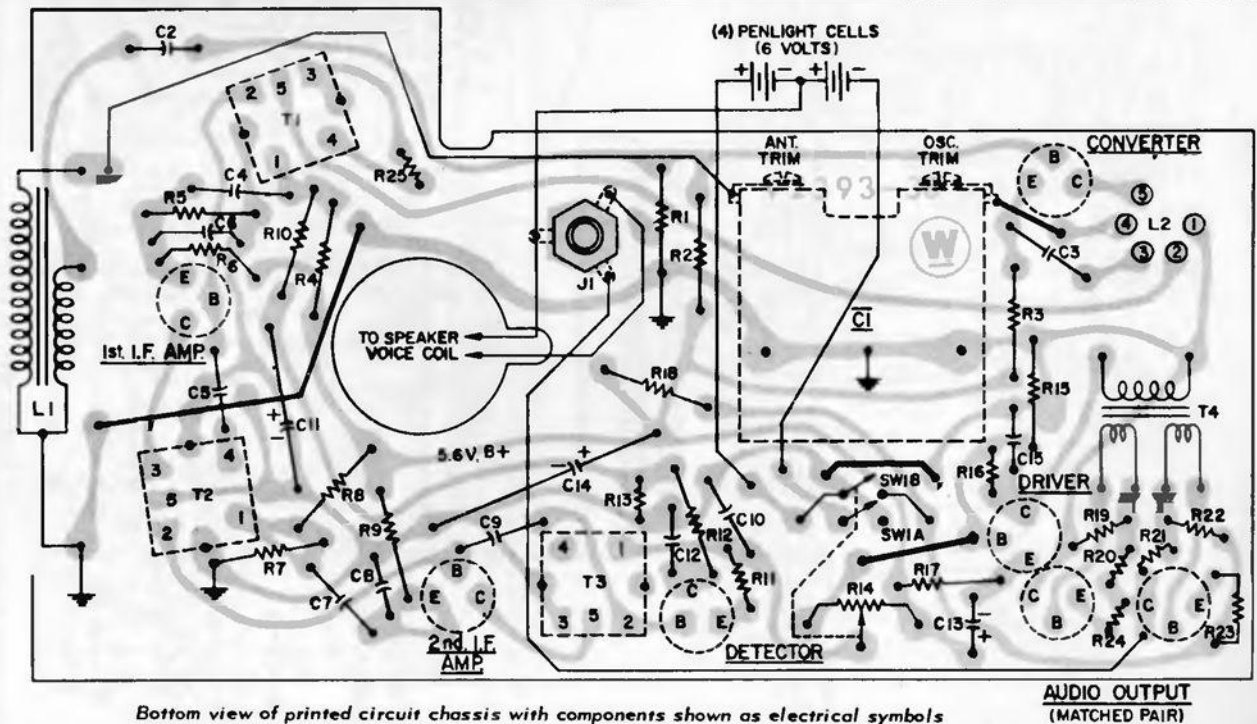 (4) PENLIGHT CELLS
(6 VOLTS)
+ - + -
C2
2 5 3
T1
1 4
ANT.
TRIM
OSC.
TRIM
CONVERTER
B
E C
5
4 L2 1
3 2
C4
R25
R5
C6
R6
R10
R4
J1
R1
R2
W
C3
E
B
C
1st. I.F. AMP.
TO SPEAKER
VOICE COIL
C1
R3
L1
C5
+
-
C11
R18
R15
T4
3 4
T2
5
2 1
R8
5.6V. B+
- +
C14
R13
R9
C9
C12
R12
C10
R11
SW1B
SW1A
R16
C15
DRIVER
C
B
E
R19
R20
R21
R22
R7
C7
C8
B
E C
2nd. I.F.
AMP.
4 1
T3
3 5 2
C
B E
DETECTOR
R14
R17
C13
-
+
C E
B
R24
C E
B
R23
AUDIO OUTPUT
(MATCHED PAIR)
Bottom view of printed circuit chassis with components shown as electrical symbols